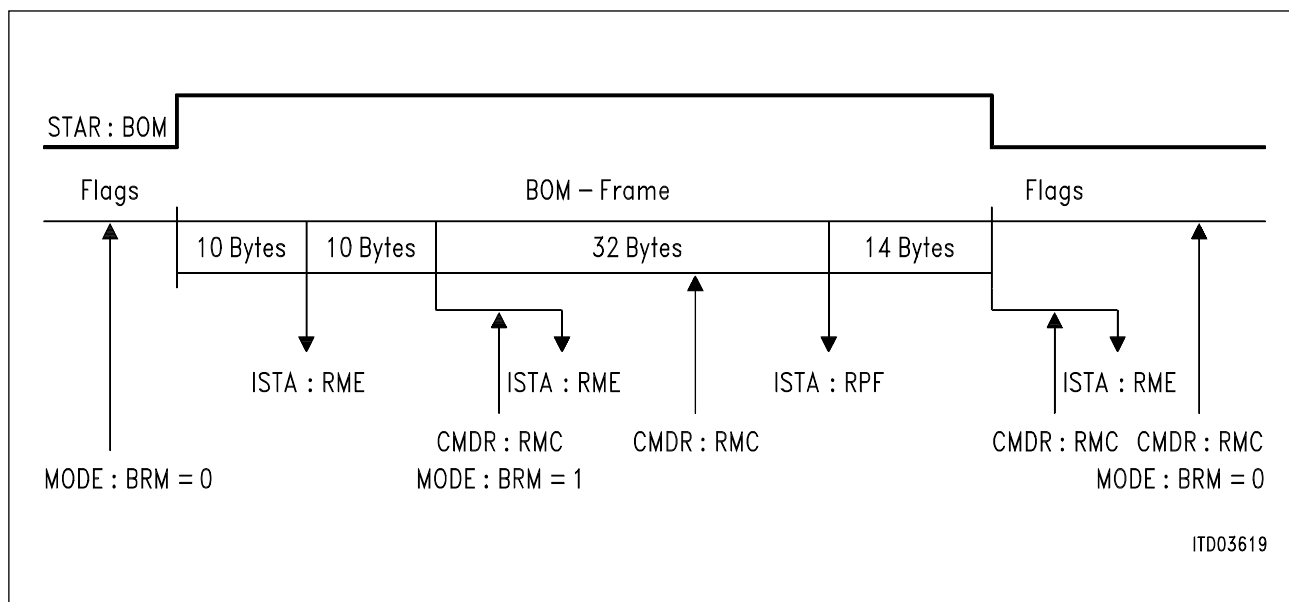 STAR : BOM
Flags BOM – Frame Flags
10 Bytes 10 Bytes 32 Bytes 14 Bytes
ISTA : RME ISTA : RME ISTA : RPF ISTA : RME
CMDR : RMC CMDR : RMC CMDR : RMC CMDR : RMC
MODE : BRM = 0 MODE : BRM = 1 MODE : BRM = 0
ITD03619